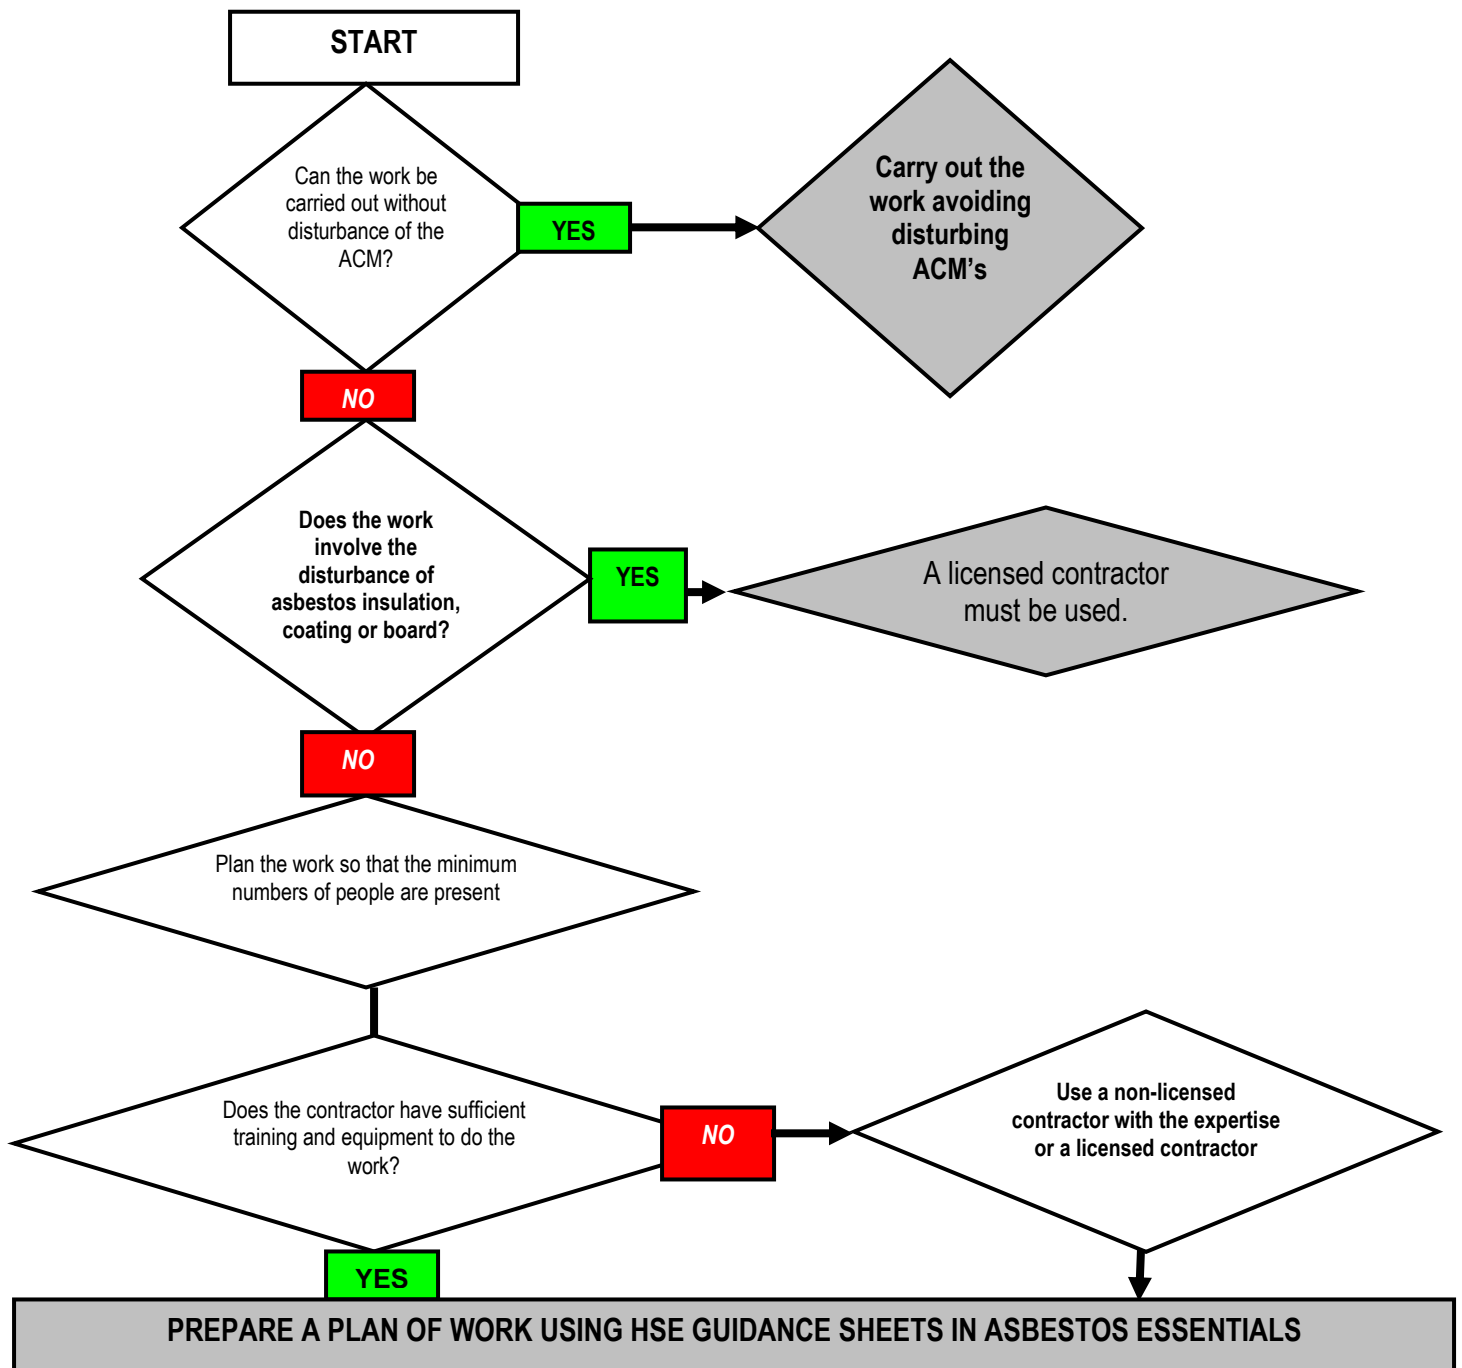 START
Can the work be
carried out without
disturbance of the
ACM?
YES
Carry out the
work avoiding
disturbing
ACM’s
NO
Does the work
involve the
disturbance of
asbestos insulation,
coating or board?
YES
A licensed contractor
must be used.
NO
Plan the work so that the minimum
numbers of people are present
Does the contractor have sufficient
training and equipment to do the
work?
NO
Use a non-licensed
contractor with the expertise
or a licensed contractor
YES
PREPARE A PLAN OF WORK USING HSE GUIDANCE SHEETS IN ASBESTOS ESSENTIALS